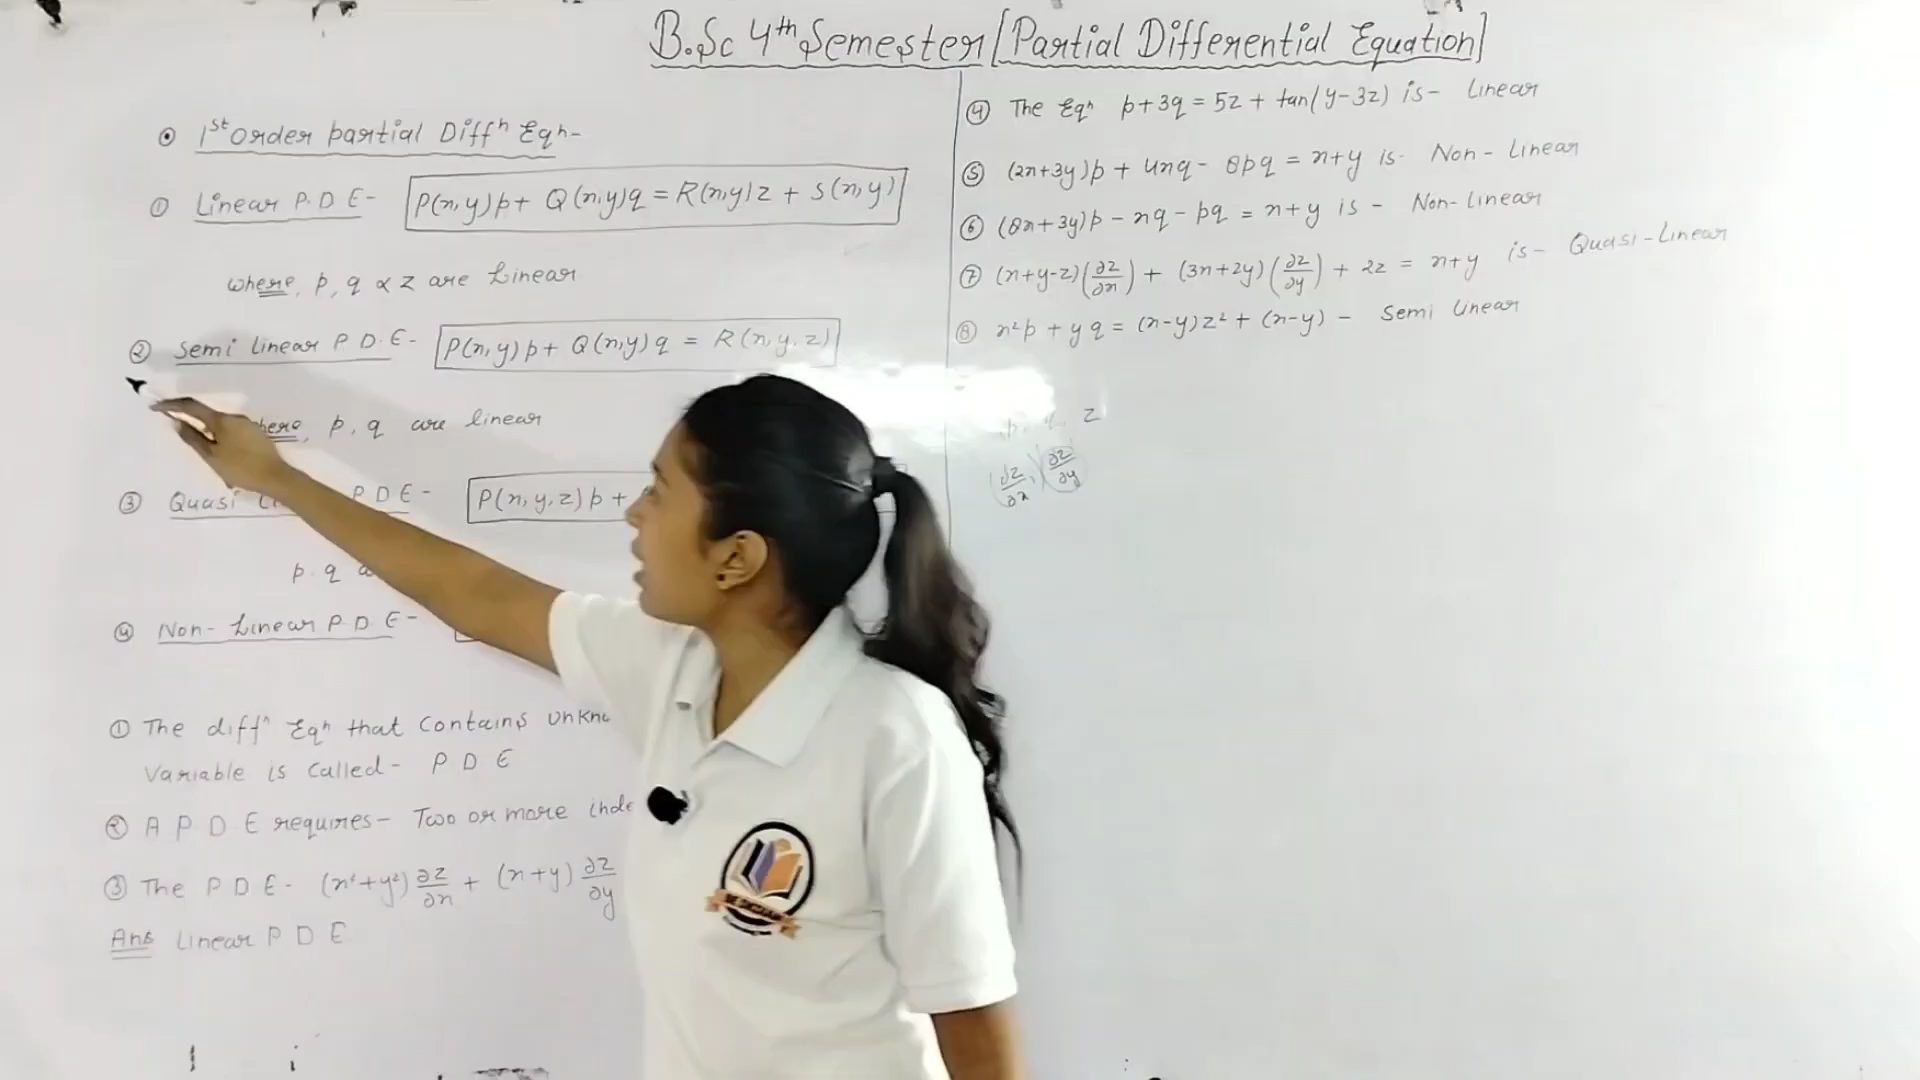 B.Sc 4th Semester [Partial Differential Equation]
⊙ 1st Order partial Diffn Eqn-
① Linear P.D E- P(x,y)p + Q(x,y)q = R(x,y)z + S(x,y)
where, p, q & z are Linear
② Semi linear P D.E- P(x,y)p + Q(x,y)q = R(x,y,z)
p, q are linear
③ Quasi P D E- P(x,y,z)p +
p. q
④ Non-Linear P D E-
① The diffn Eqn that contains
Variable is called- P D E
② A P D E requires- Two or more
③ The P D E- (x²+y²) ∂z/∂x + (x+y) ∂z/∂y
Ans Linear P D E
④ The Eqn p+3q = 5z + tan(y-3z) is- Linear
⑤ (2x+3y)p + 4xq - 8pq = x+y is- Non-Linear
⑥ (8x+3y)p - xq - pq = x+y is- Non-Linear
⑦ (x+y-z)(∂z/∂x) + (3x+2y)(∂z/∂y) + 2z = x+y is- Quasi-Linear
⑧ x²p + yq = (x-y)z² + (x-y) - Semi Linear
z
(∂z/∂x) (∂z/∂y)